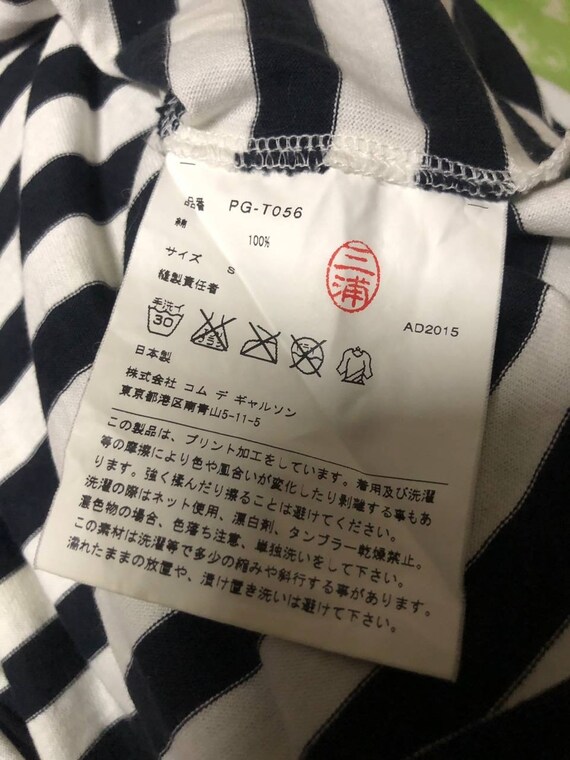 品番 PG-T056
綿 100%
サイズ S
縫製責任者
三浦
AD2015
手洗イ
30
日本製
株式会社 コム デ ギャルソン
東京都港区南青山5-11-5
この製品は、プリント加工をしています。着用及び洗濯
等の摩擦により色や風合いが変化したり剥離する事もあ
ります。強く揉んだり擦ることは避けてください。
洗濯の際はネット使用、漂白剤、タンブラー乾燥禁止。
濃色物の場合、色落ち注意、単独洗いをして下さい。
この素材は洗濯等で多少の縮みや斜行する事があります。
濡れたままの放置や、漬け置き洗いは避けて下さい。